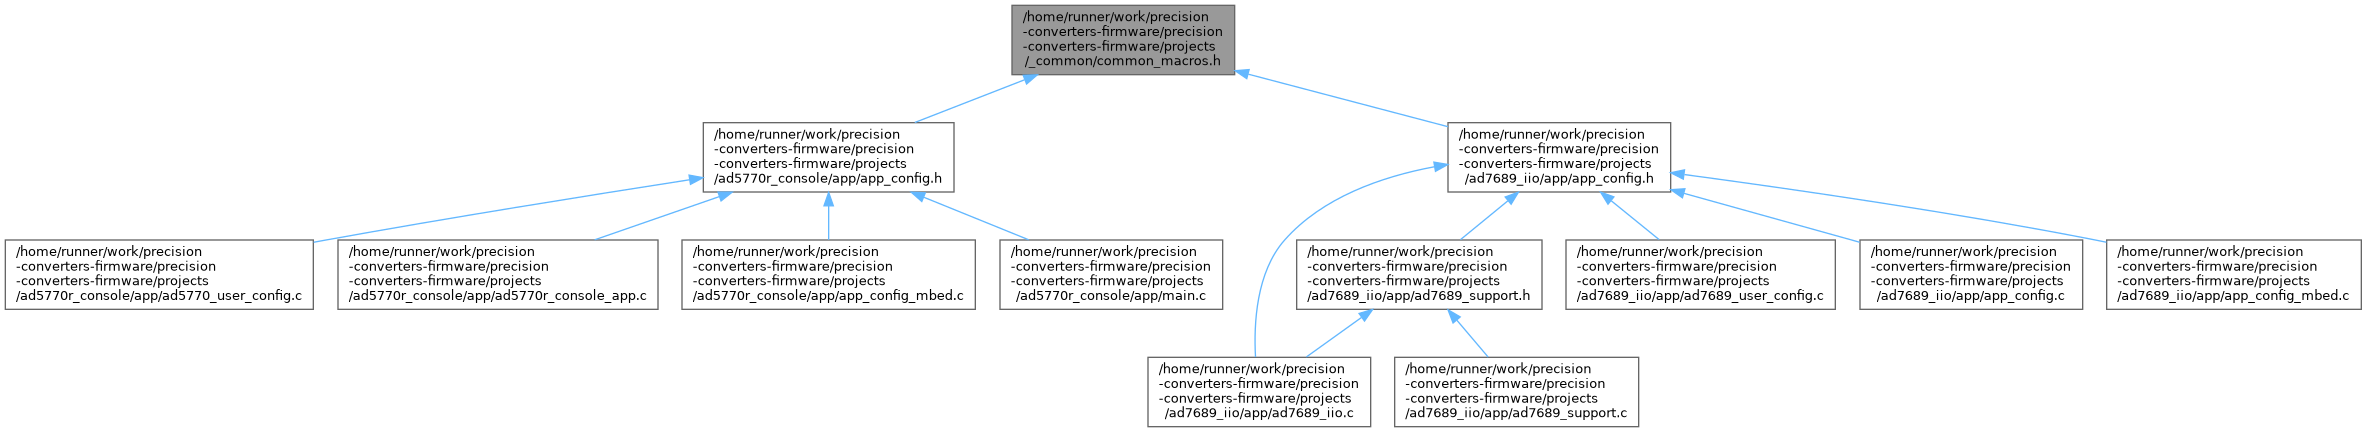 /home/runner/work/precision
-converters-firmware/precision
-converters-firmware/projects
/_common/common_macros.h
/home/runner/work/precision
-converters-firmware/precision
-converters-firmware/projects
/ad5770r_console/app/app_config.h
/home/runner/work/precision
-converters-firmware/precision
-converters-firmware/projects
/ad7689_iio/app/app_config.h
/home/runner/work/precision
-converters-firmware/precision
-converters-firmware/projects
/ad5770r_console/app/ad5770_user_config.c
/home/runner/work/precision
-converters-firmware/precision
-converters-firmware/projects
/ad5770r_console/app/ad5770r_console_app.c
/home/runner/work/precision
-converters-firmware/precision
-converters-firmware/projects
/ad5770r_console/app/app_config_mbed.c
/home/runner/work/precision
-converters-firmware/precision
-converters-firmware/projects
/ad5770r_console/app/main.c
/home/runner/work/precision
-converters-firmware/precision
-converters-firmware/projects
/ad7689_iio/app/ad7689_support.h
/home/runner/work/precision
-converters-firmware/precision
-converters-firmware/projects
/ad7689_iio/app/ad7689_user_config.c
/home/runner/work/precision
-converters-firmware/precision
-converters-firmware/projects
/ad7689_iio/app/app_config.c
/home/runner/work/precision
-converters-firmware/precision
-converters-firmware/projects
/ad7689_iio/app/app_config_mbed.c
/home/runner/work/precision
-converters-firmware/precision
-converters-firmware/projects
/ad7689_iio/app/ad7689_iio.c
/home/runner/work/precision
-converters-firmware/precision
-converters-firmware/projects
/ad7689_iio/app/ad7689_support.c